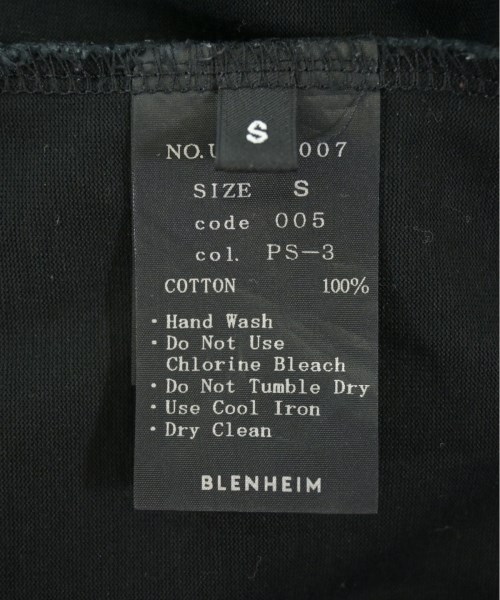 S
NO.U 007
SIZE S
code 005
col. PS-3
COTTON 100%
・Hand Wash
・Do Not Use
Chlorine Bleach
・Do Not Tumble Dry
・Use Cool Iron
・Dry Clean
BLENHEIM